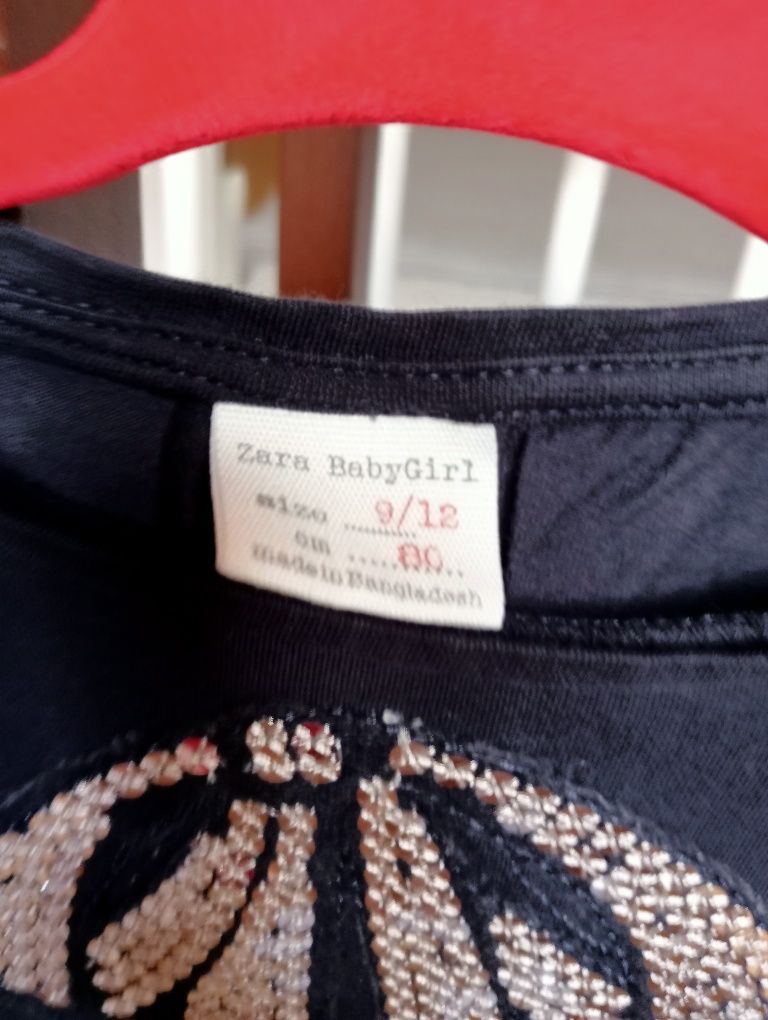 Zara BabyGirl
size ........... 9/12
cm .............. 80
made in Bangladesh